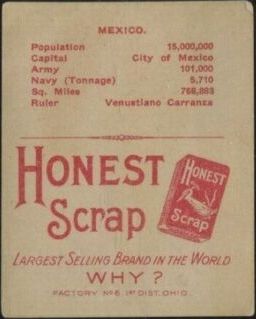 MEXICO.
Population 15,000,000
Capital City of Mexico
Army 101,000
Navy (Tonnage) 5,710
Sq. Miles 768,883
Ruler Venustiano Carranza
HONEST
Scrap
HONEST
Scrap
LARGEST SELLING BRAND IN THE WORLD
WHY?
FACTORY No 6, 1ST DIST. OHIO.